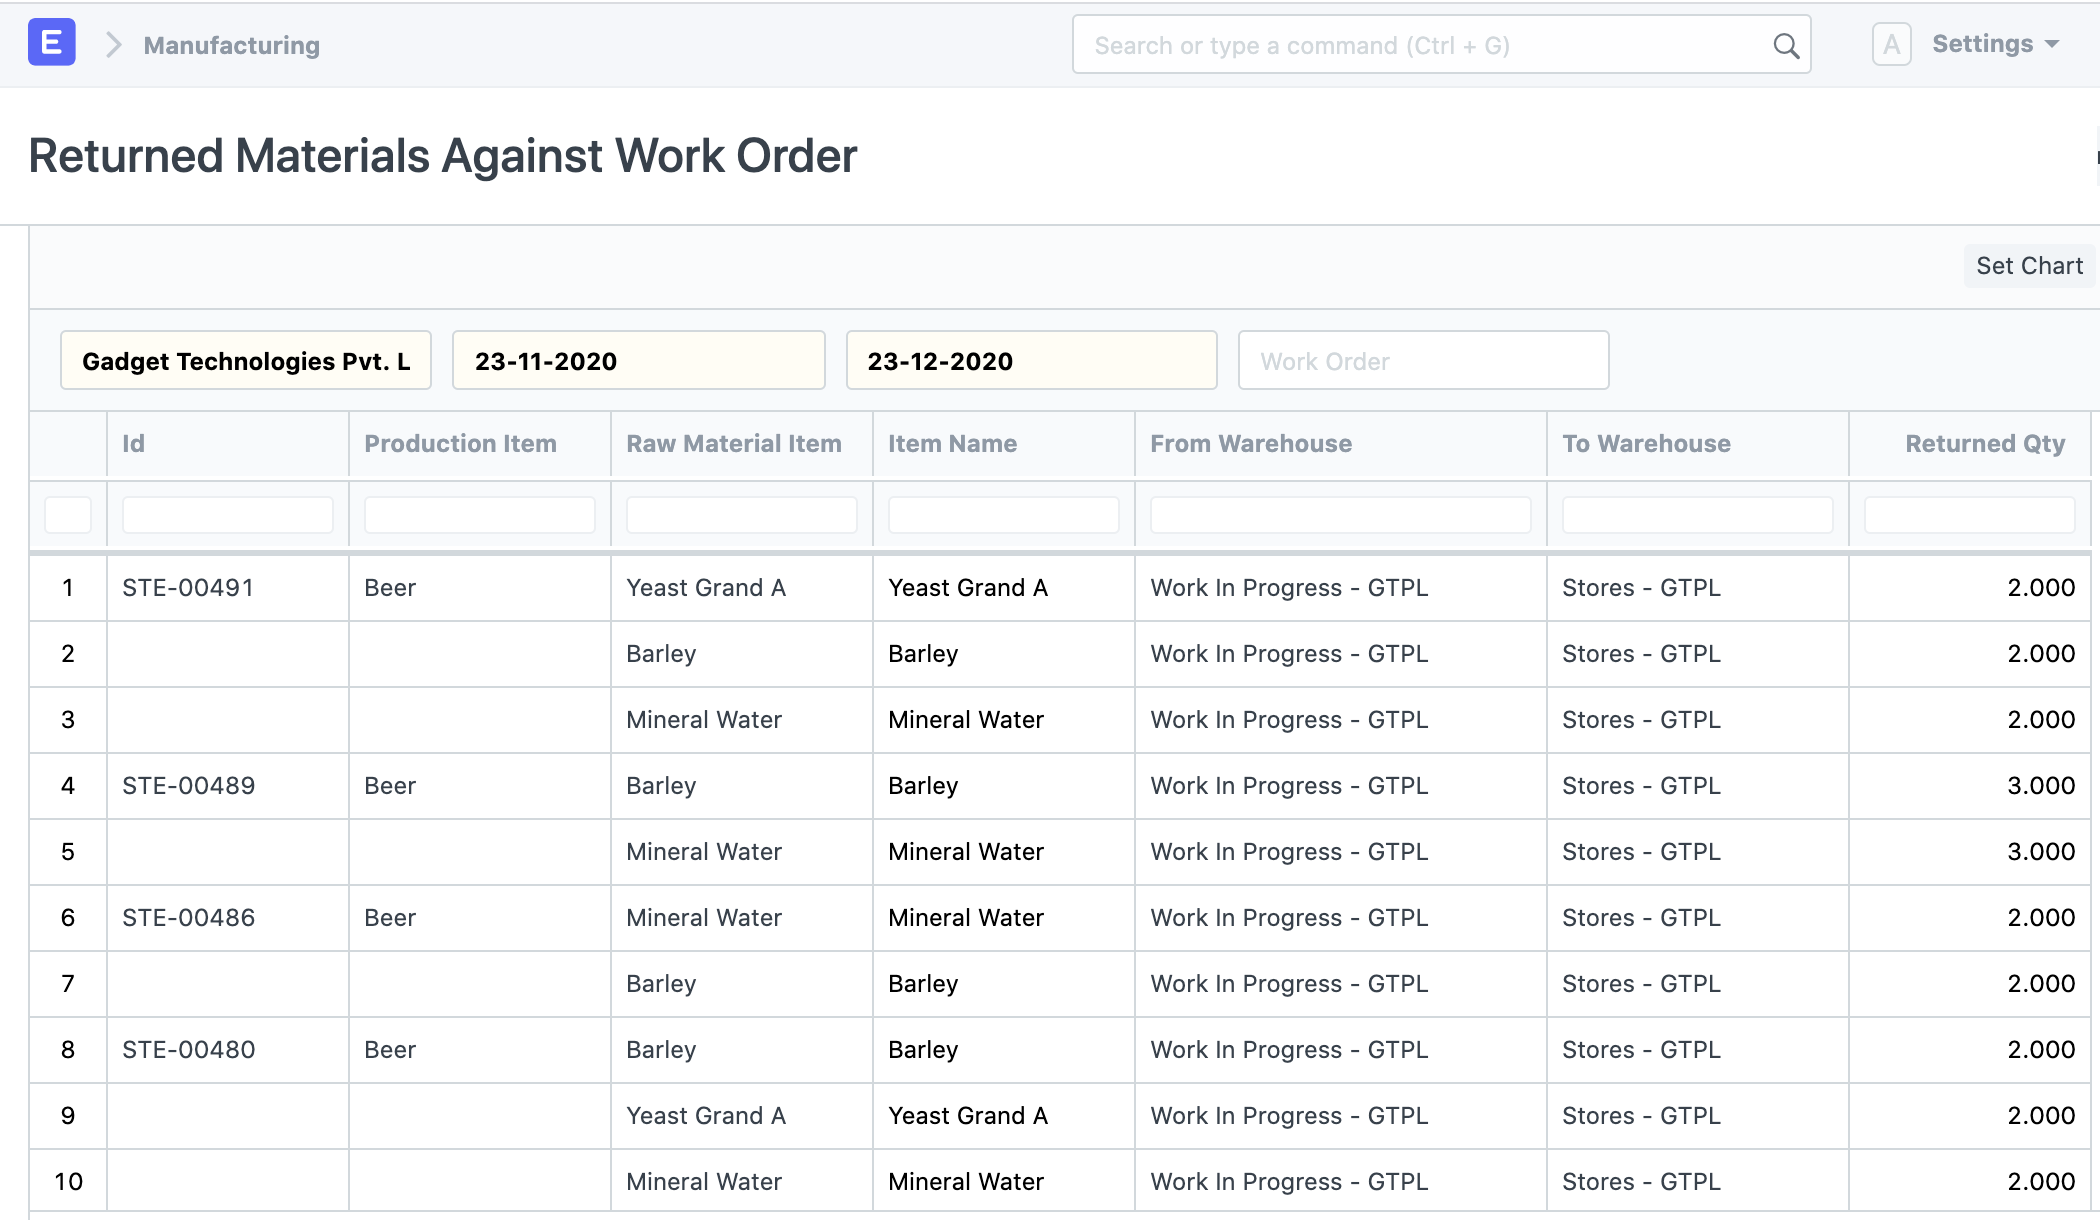 E Manufacturing Search or type a command (Ctrl + G) A Settings
Returned Materials Against Work Order
Set Chart
Gadget Technologies Pvt. L 23-11-2020 23-12-2020 Work Order
Id Production Item Raw Material Item Item Name From Warehouse To Warehouse Returned Qty
1 STE-00491 Beer Yeast Grand A Yeast Grand A Work In Progress - GTPL Stores - GTPL 2.000
2 Barley Barley Work In Progress - GTPL Stores - GTPL 2.000
3 Mineral Water Mineral Water Work In Progress - GTPL Stores - GTPL 2.000
4 STE-00489 Beer Barley Barley Work In Progress - GTPL Stores - GTPL 3.000
5 Mineral Water Mineral Water Work In Progress - GTPL Stores - GTPL 3.000
6 STE-00486 Beer Mineral Water Mineral Water Work In Progress - GTPL Stores - GTPL 2.000
7 Barley Barley Work In Progress - GTPL Stores - GTPL 2.000
8 STE-00480 Beer Barley Barley Work In Progress - GTPL Stores - GTPL 2.000
9 Yeast Grand A Yeast Grand A Work In Progress - GTPL Stores - GTPL 2.000
10 Mineral Water Mineral Water Work In Progress - GTPL Stores - GTPL 2.000